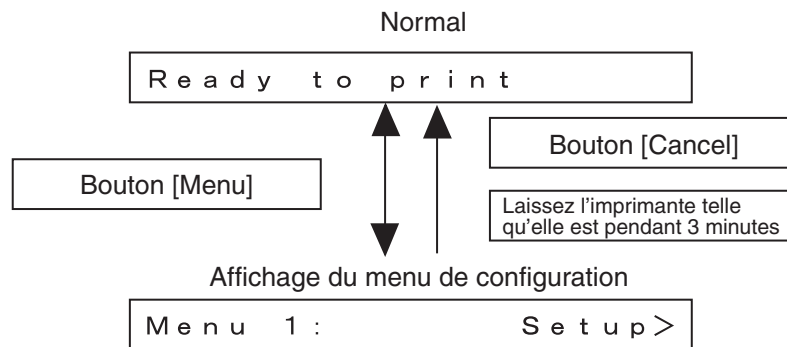 Normal
Ready to print
Bouton [Cancel]
Bouton [Menu]
Laissez l’imprimante telle
qu’elle est pendant 3 minutes
Affichage du menu de configuration
Menu 1: Setup>